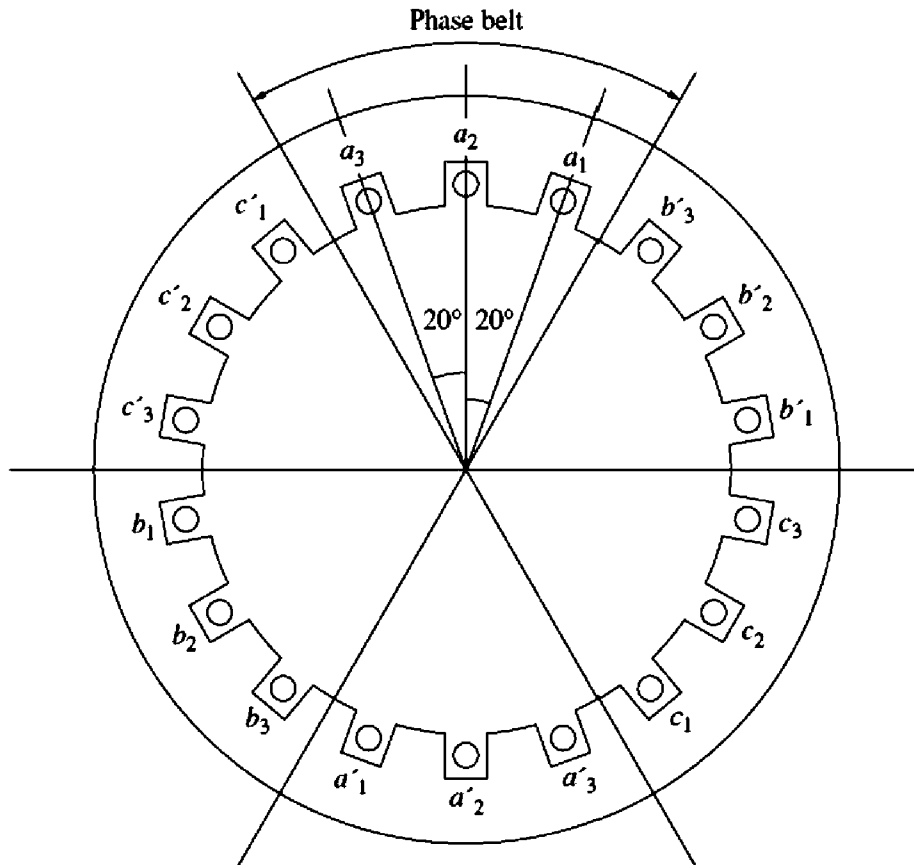 Phase belt
a₃ a₂ a₁
c′₁ b′₃
c′₂ b′₂
20° 20°
c′₃ b′₁
b₁ c₃
b₂ c₂
b₃ c₁
a′₁ a′₂ a′₃